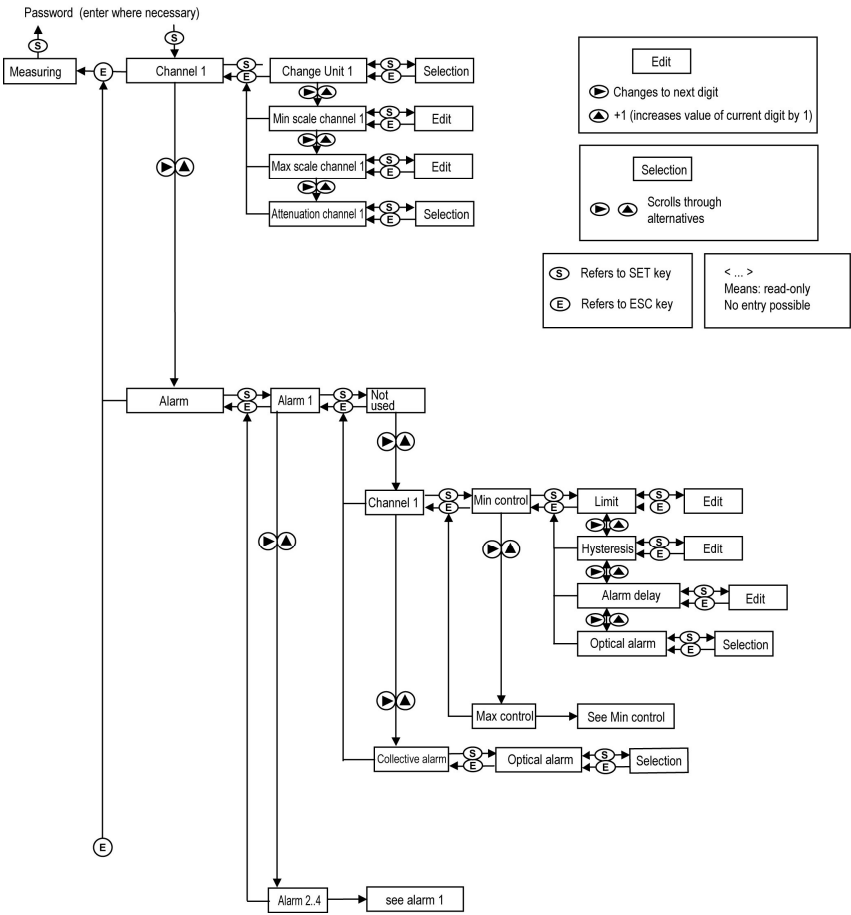 Password (enter where necessary)
S
S
Measuring
E
Channel 1
S
E
Change Unit 1
S
E
Selection
Min scale channel 1
S
E
Edit
Max scale channel 1
S
E
Edit
Attenuation channel 1
S
E
Selection
Edit
Changes to next digit
+1 (increases value of current digit by 1)
Selection
Scrolls through
alternatives
S Refers to SET key
E Refers to ESC key
< ... >
Means: read-only
No entry possible
Alarm
S
E
Alarm 1
S
E
Not
used
Channel 1
S
E
Min control
S
E
Limit
S
E
Edit
Hysteresis
S
E
Edit
Alarm delay
S
E
Edit
Optical alarm
S
E
Selection
Max control
See Min control
Collective alarm
S
E
Optical alarm
S
E
Selection
E
Alarm 2..4
see alarm 1